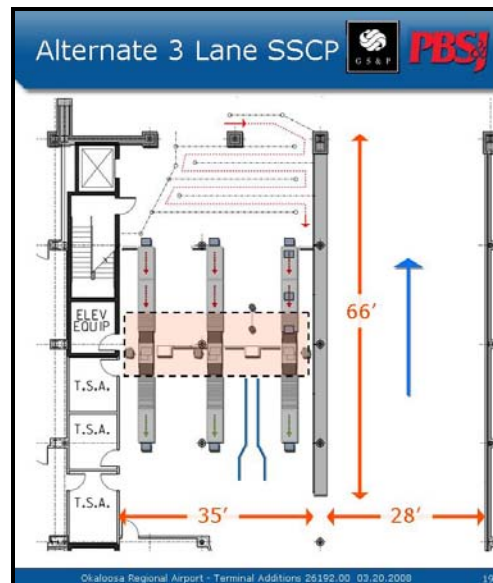 Alternate 3 Lane SSCP
GS&P
PBSJ
ELEV
EQUIP
66'
T.S.A.
T.S.A.
T.S.A.
35'
28'
Okaloosa Regional Airport - Terminal Additions 26192.00 03.20.2008